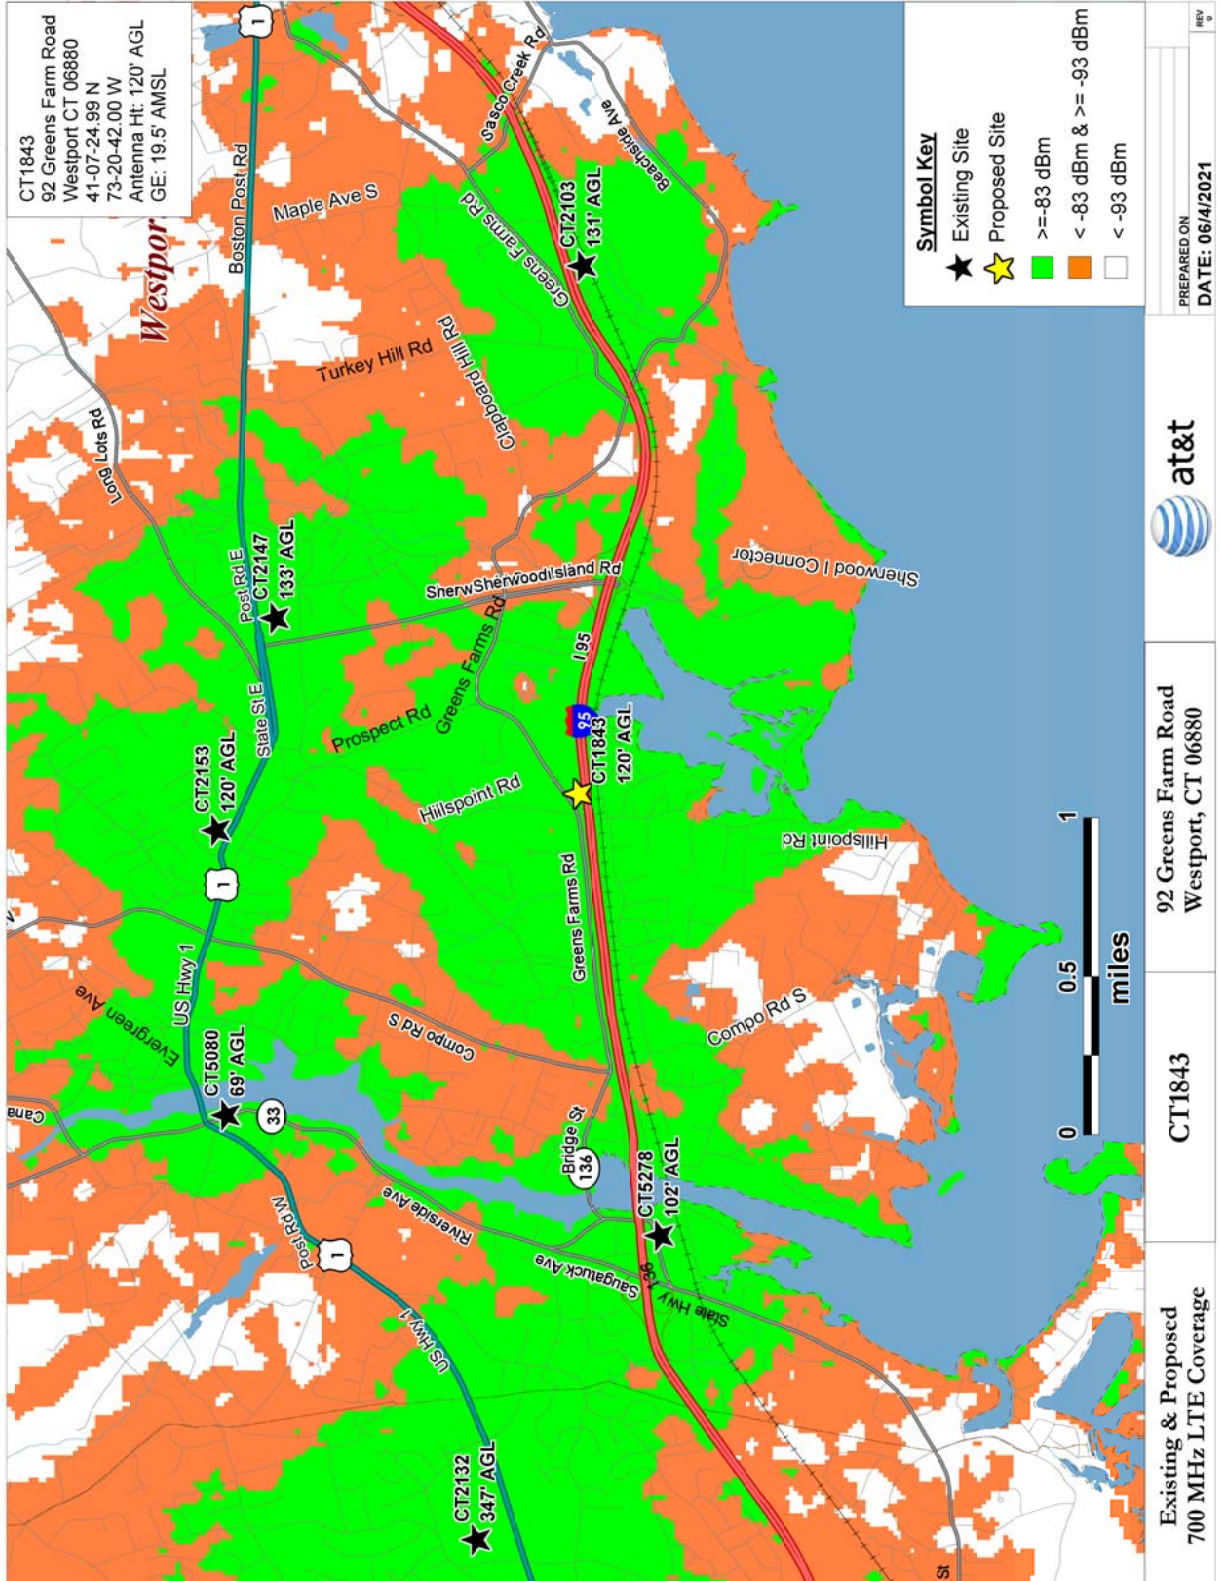 CT1843
92 Greens Farm Road
Westport CT 06880
41-07-24.99 N
73-20-42.00 W
Antenna Ht: 120' AGL
GE: 19.5' AMSL
Westpor
1
Boston Post Rd
Maple Ave S
Long Lots Rd
Turkey Hill Rd
Clapboard Hill Rd
Greens Farms Rd
Sasco Creek Rd
Beachside Ave
CT2103
131' AGL
Post Rd E
CT2147
133' AGL
State St E
CT2153
120' AGL
1
US Hwy 1
Evergreen Ave
CT5080
69' AGL
Cana
33
Post Rd W
1
US Hwy 1
CT2132
347' AGL
Prospect Rd
Greens Farms Rd
SherwSherwoodIsland Rd
Hillspoint Rd
I 95
95
CT1843
120' AGL
Sherwood I Connector
Greens Farms Rd
Hillspoint Rd
Compo Rd S
Compo Rd S
Bridge St
136
Riverside Ave
Saugatuck Ave
CT5278
102' AGL
State Hwy 136
St
0
0.5
1
miles
Symbol Key
Existing Site
Proposed Site
>=-83 dBm
< -83 dBm & >= -93 dBm
< -93 dBm
Existing & Proposed
700 MHz LTE Coverage
CT1843
92 Greens Farm Road
Westport, CT 06880
at&t
PREPARED ON
DATE: 06/4/2021
REV